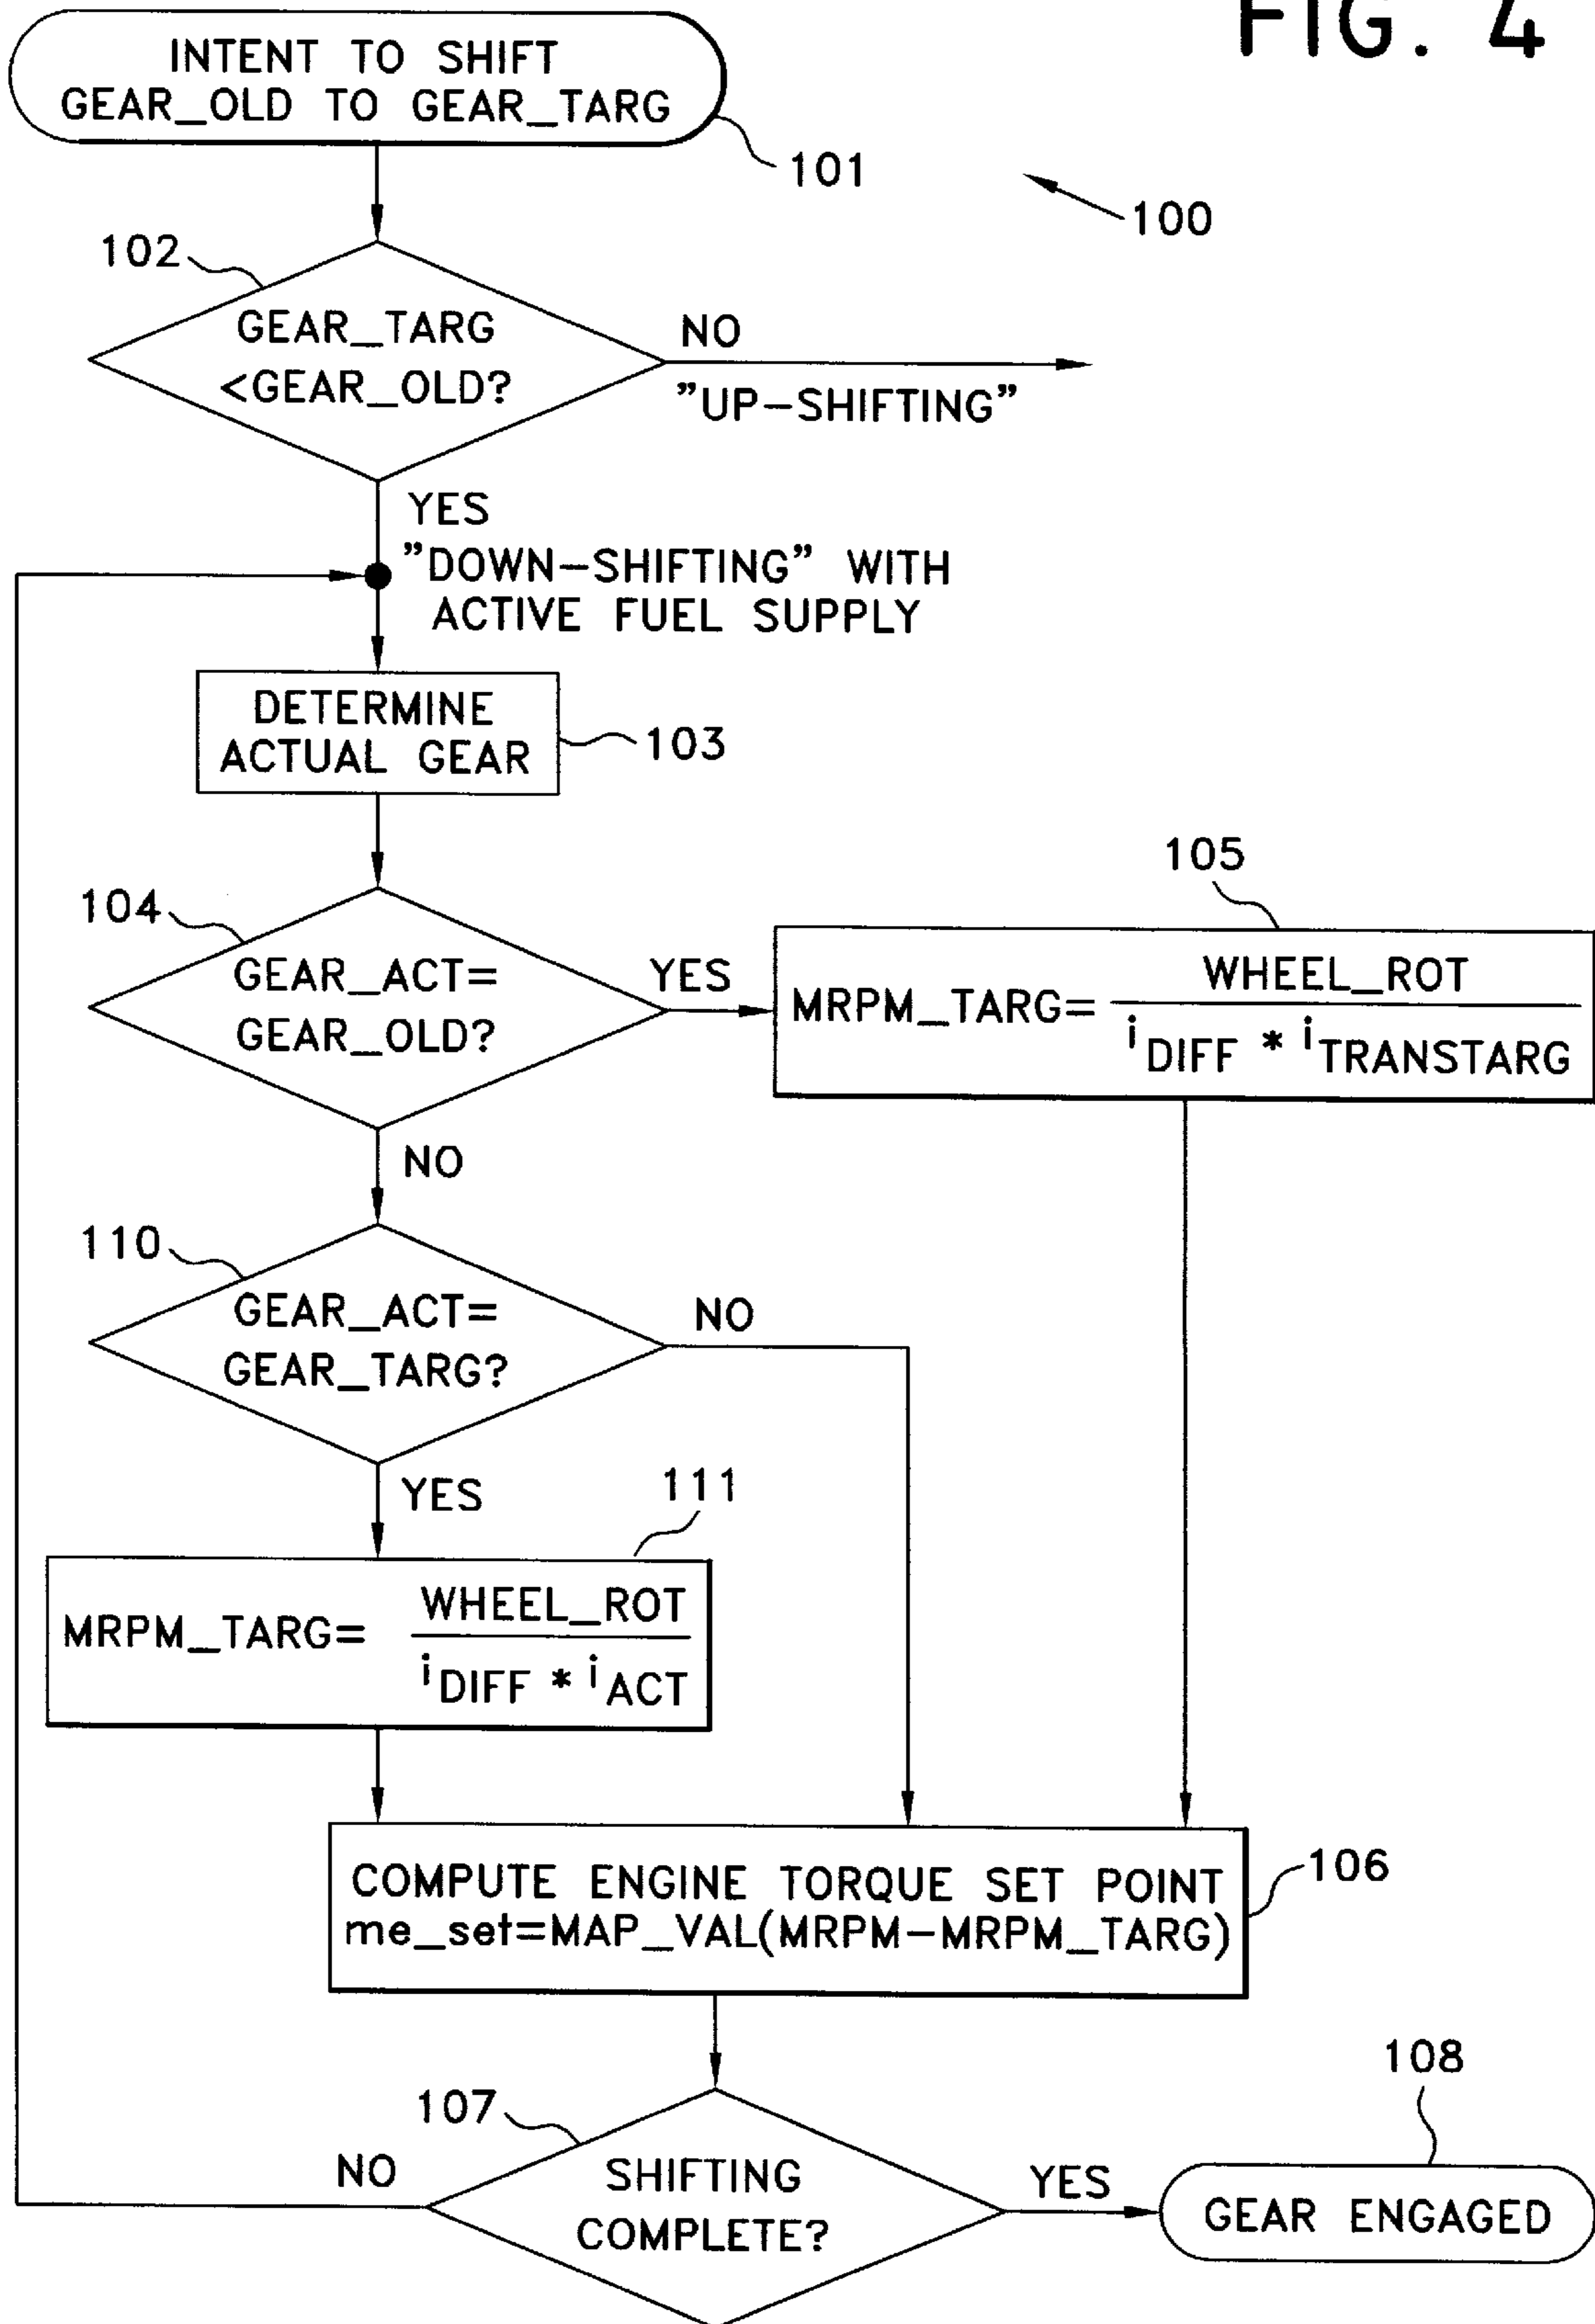 FIG. 4
INTENT TO SHIFT
GEAR_OLD TO GEAR_TARG
101
100
102
GEAR_TARG
<GEAR_OLD?
NO
"UP-SHIFTING"
YES
"DOWN-SHIFTING" WITH
ACTIVE FUEL SUPPLY
DETERMINE
ACTUAL GEAR
103
104
GEAR_ACT=
GEAR_OLD?
YES
105
MRPM_TARG= WHEEL_ROT
iDIFF * iTRANSTARG
NO
110
GEAR_ACT=
GEAR_TARG?
NO
YES
111
MRPM_TARG= WHEEL_ROT
iDIFF * iACT
COMPUTE ENGINE TORQUE SET POINT
me_set=MAP_VAL(MRPM-MRPM_TARG)
106
107
SHIFTING
COMPLETE?
NO
YES
108
GEAR ENGAGED